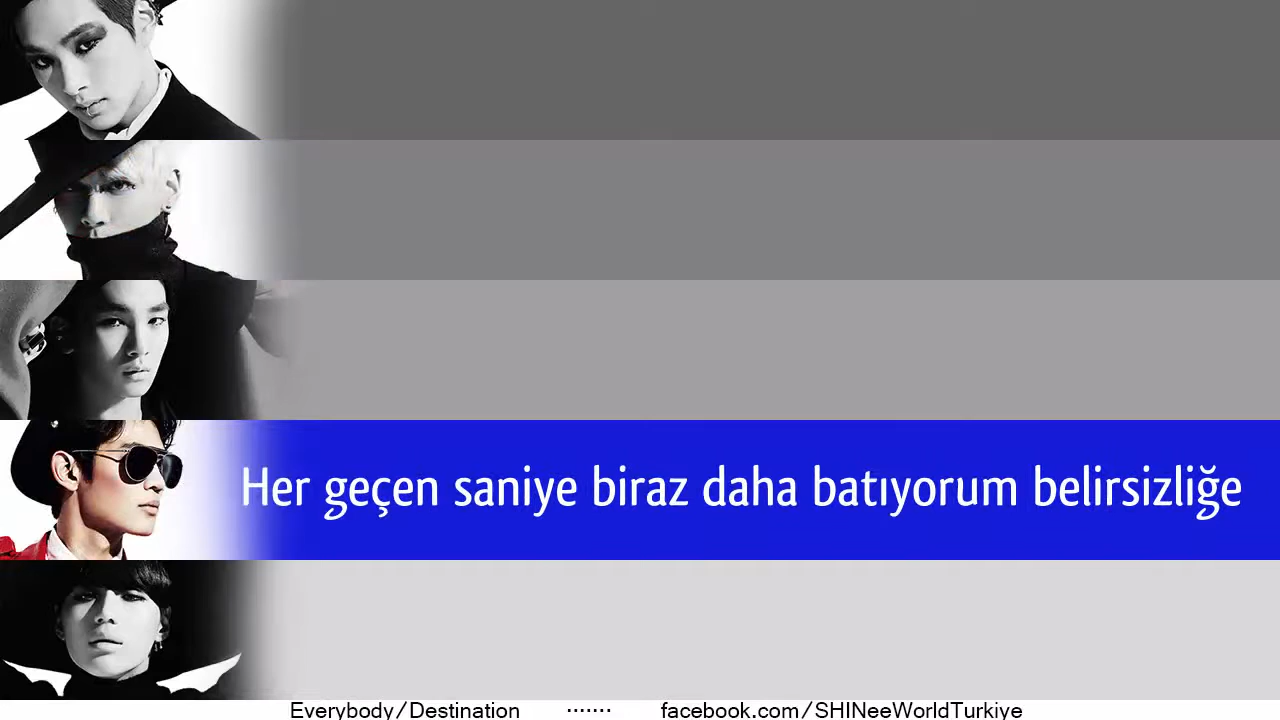 Her geçen saniye biraz daha batıyorum belirsizliğe
Everybody/Destination ....... facebook.com/SHINeeWorldTurkiye